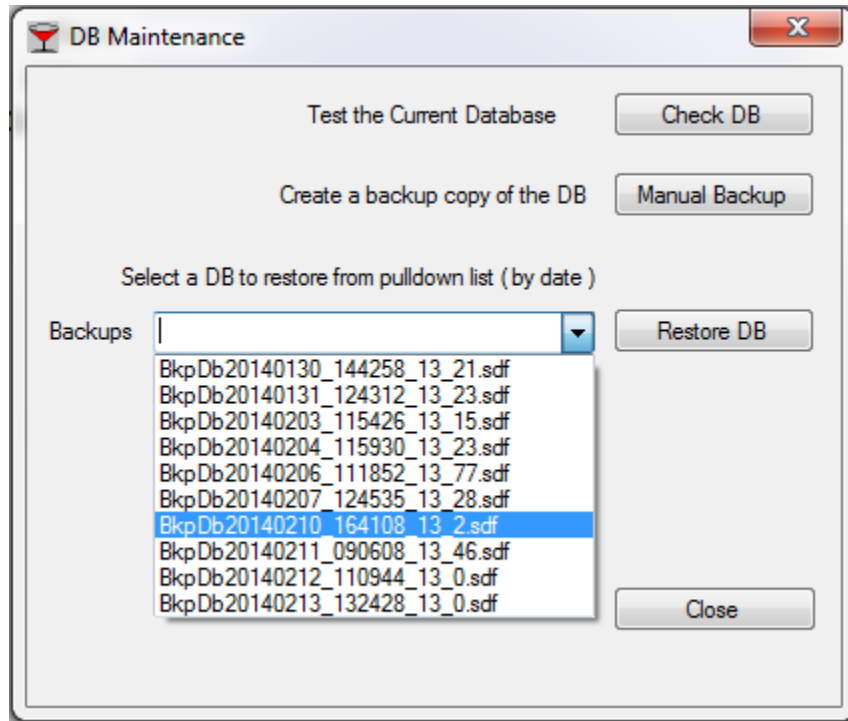 DB Maintenance
Test the Current Database
Check DB
Create a backup copy of the DB
Manual Backup
Select a DB to restore from pulldown list ( by date )
Backups
Restore DB
BkpDb20140130_144258_13_21.sdf
BkpDb20140131_124312_13_23.sdf
BkpDb20140203_115426_13_15.sdf
BkpDb20140204_115930_13_23.sdf
BkpDb20140206_111852_13_77.sdf
BkpDb20140207_124535_13_28.sdf
BkpDb20140210_164108_13_2.sdf
BkpDb20140211_090608_13_46.sdf
BkpDb20140212_110944_13_0.sdf
BkpDb20140213_132428_13_0.sdf
Close